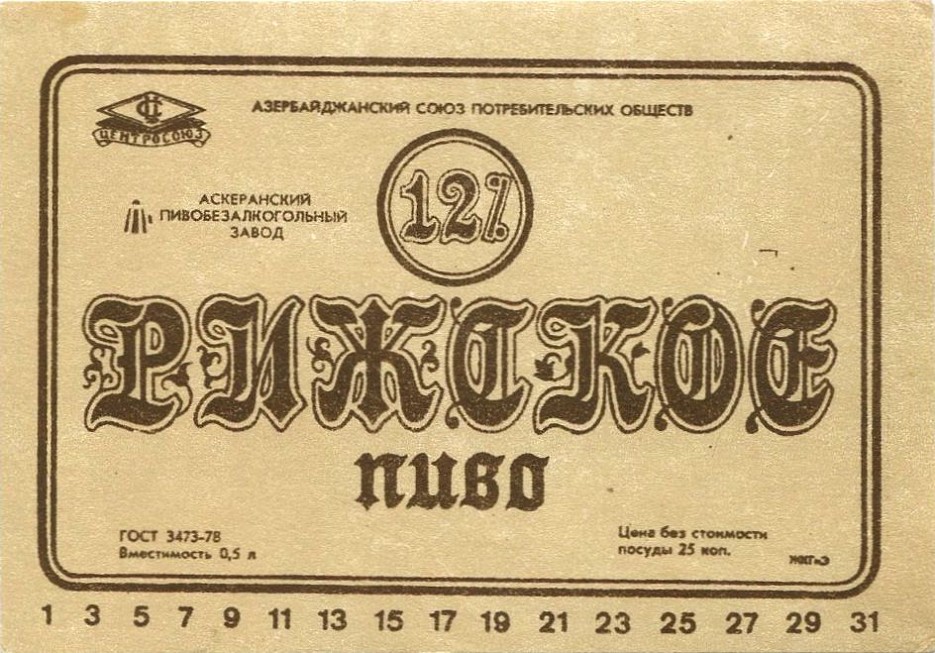 СЦ
ЦЕНТРОСОЮЗ
АЗЕРБАЙДЖАНСКИЙ СОЮЗ ПОТРЕБИТЕЛЬСКИХ ОБЩЕСТВ
АСКЕРАНСКИЙ
ПИВОБЕЗАЛКОГОЛЬНЫЙ
ЗАВОД
12%
РИЖСКОЕ
пиво
ГОСТ 3473-78
Вместимость 0,5 л
Цена без стоимости
посуды 25 коп.
1 3 5 7 9 11 13 15 17 19 21 23 25 27 29 31